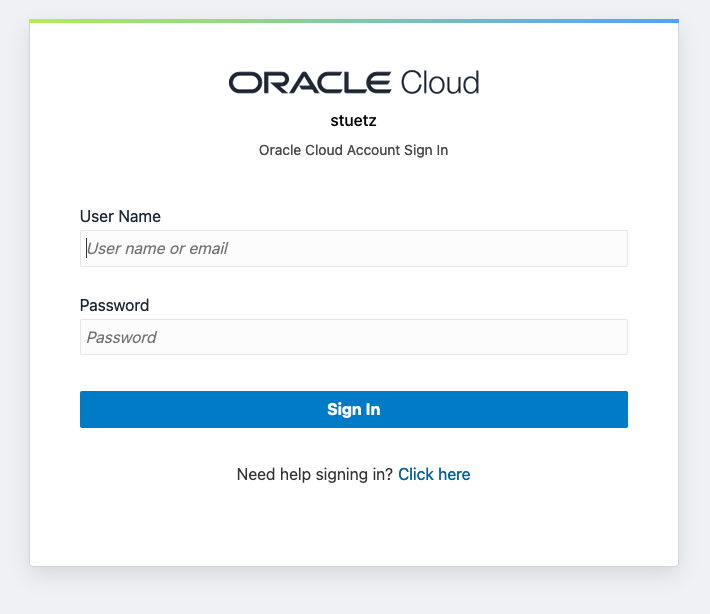 ORACLE Cloud
stuetz
Oracle Cloud Account Sign In
User Name
User name or email
Password
Password
Sign In
Need help signing in? Click here